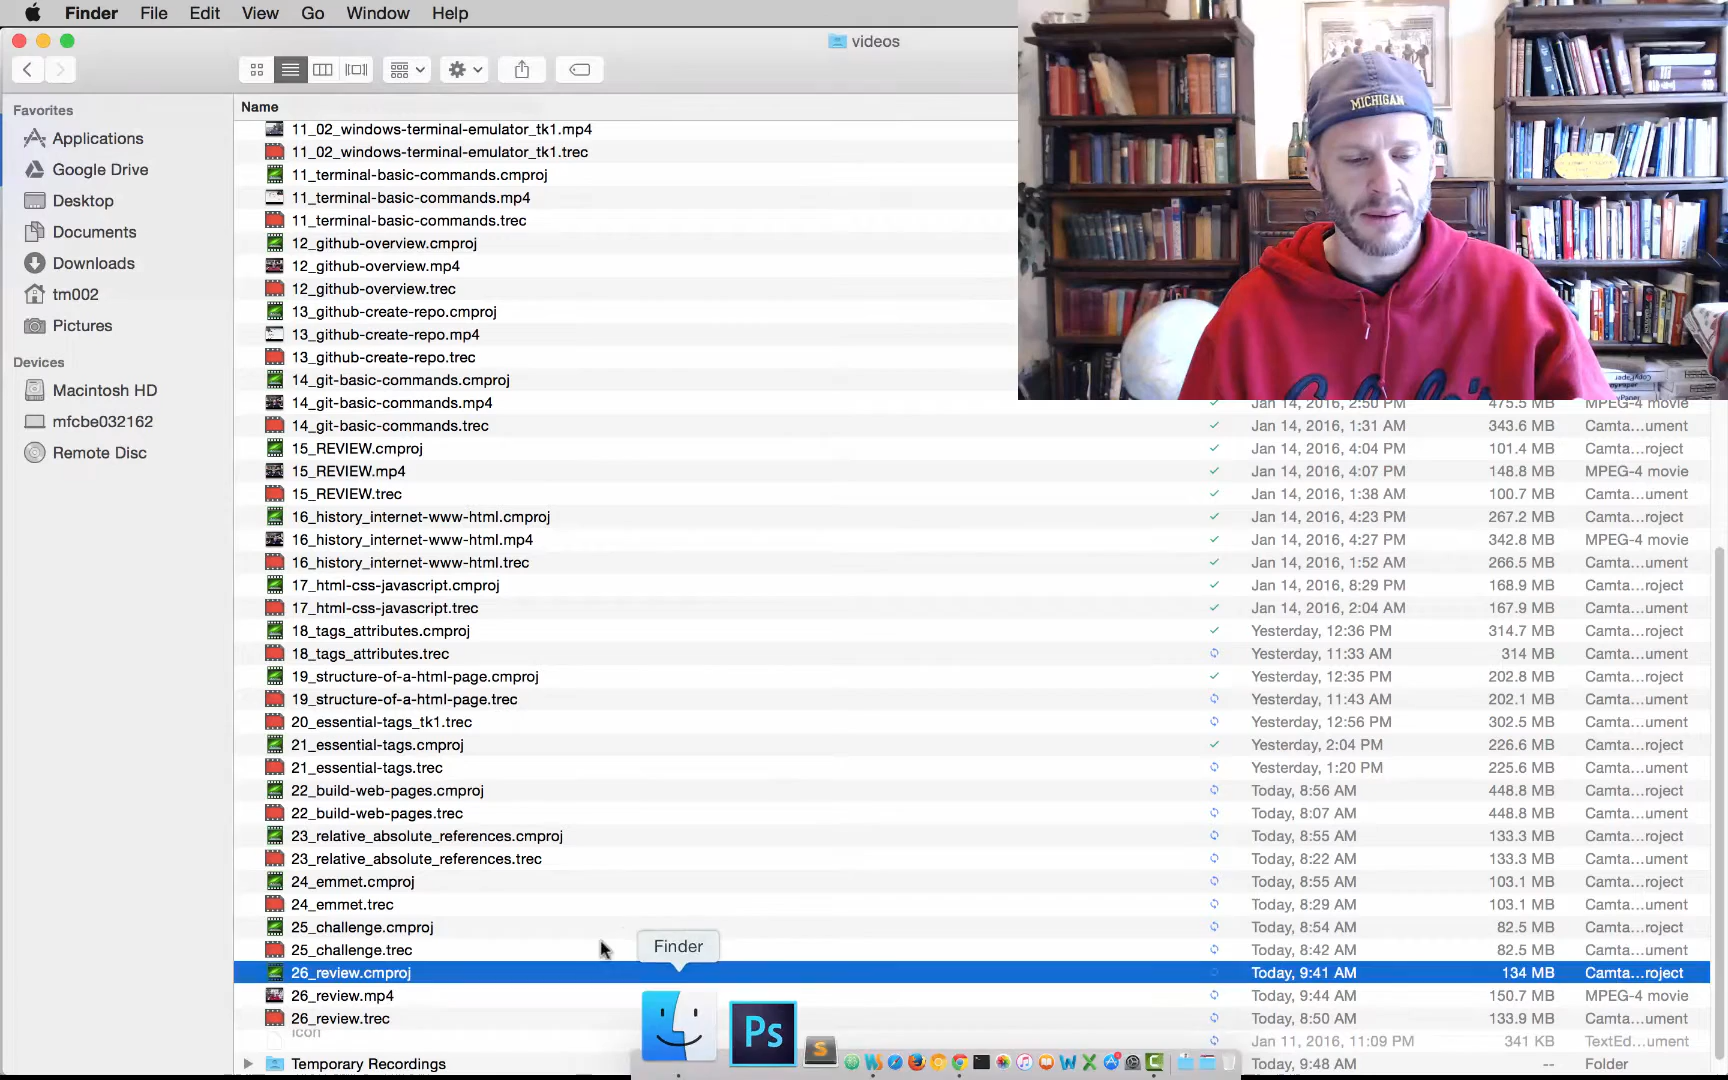 Finder File Edit View Go Window Help
videos
Favorites
Applications
Google Drive
Desktop
Documents
Downloads
tm002
Pictures
Devices
Macintosh HD
mfcbe032162
Remote Disc
Name
11_02_windows-terminal-emulator_tk1.mp4
11_02_windows-terminal-emulator_tk1.trec
11_terminal-basic-commands.cmproj
11_terminal-basic-commands.mp4
11_terminal-basic-commands.trec
12_github-overview.cmproj
12_github-overview.mp4
12_github-overview.trec
13_github-create-repo.cmproj
13_github-create-repo.mp4
13_github-create-repo.trec
14_git-basic-commands.cmproj
14_git-basic-commands.mp4 Jan 14, 2016, 2:50 PM 475.5 MB MPEG-4 movie
14_git-basic-commands.trec Jan 14, 2016, 1:31 AM 343.6 MB Camta...ument
15_REVIEW.cmproj Jan 14, 2016, 4:04 PM 101.4 MB Camta...roject
15_REVIEW.mp4 Jan 14, 2016, 4:07 PM 148.8 MB MPEG-4 movie
15_REVIEW.trec Jan 14, 2016, 1:38 AM 100.7 MB Camta...ument
16_history_internet-www-html.cmproj Jan 14, 2016, 4:23 PM 267.2 MB Camta...roject
16_history_internet-www-html.mp4 Jan 14, 2016, 4:27 PM 342.8 MB MPEG-4 movie
16_history_internet-www-html.trec Jan 14, 2016, 1:52 AM 266.5 MB Camta...ument
17_html-css-javascript.cmproj Jan 14, 2016, 8:29 PM 168.9 MB Camta...roject
17_html-css-javascript.trec Jan 14, 2016, 2:04 AM 167.9 MB Camta...ument
18_tags_attributes.cmproj Yesterday, 12:36 PM 314.7 MB Camta...roject
18_tags_attributes.trec Yesterday, 11:33 AM 314 MB Camta...ument
19_structure-of-a-html-page.cmproj Yesterday, 12:35 PM 202.8 MB Camta...roject
19_structure-of-a-html-page.trec Yesterday, 11:43 AM 202.1 MB Camta...ument
20_essential-tags_tk1.trec Yesterday, 12:56 PM 302.5 MB Camta...ument
21_essential-tags.cmproj Yesterday, 2:04 PM 226.6 MB Camta...roject
21_essential-tags.trec Yesterday, 1:20 PM 225.6 MB Camta...ument
22_build-web-pages.cmproj Today, 8:56 AM 448.8 MB Camta...roject
22_build-web-pages.trec Today, 8:07 AM 448.8 MB Camta...ument
23_relative_absolute_references.cmproj Today, 8:55 AM 133.3 MB Camta...roject
23_relative_absolute_references.trec Today, 8:22 AM 133.3 MB Camta...ument
24_emmet.cmproj Today, 8:55 AM 103.1 MB Camta...roject
24_emmet.trec Today, 8:29 AM 103.1 MB Camta...ument
25_challenge.cmproj Today, 8:54 AM 82.5 MB Camta...roject
25_challenge.trec Today, 8:42 AM 82.5 MB Camta...ument
26_review.cmproj Today, 9:41 AM 134 MB Camta...roject
26_review.mp4 Today, 9:44 AM 150.7 MB MPEG-4 movie
26_review.trec Today, 8:50 AM 133.9 MB Camta...ument
Icon Jan 11, 2016, 11:09 PM 341 KB TextEd...ument
Temporary Recordings Today, 9:48 AM -- Folder
Finder
Ps
S
MICHIGAN